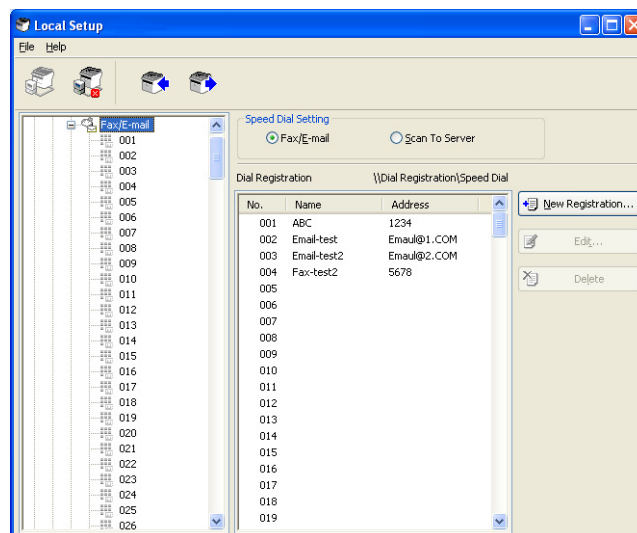 Local Setup
File Help
Fax/E-mail
001
002
003
004
005
006
007
008
009
010
011
012
013
014
015
016
017
018
019
020
021
022
023
024
025
026
Speed Dial Setting
Fax/E-mail Scan To Server
Dial Registration \\Dial Registration\Speed Dial
No. Name Address
001 ABC 1234
002 Email-test Emaul@1.COM
003 Email-test2 Emaul@2.COM
004 Fax-test2 5678
005
006
007
008
009
010
011
012
013
014
015
016
017
018
019
New Registration...
Edit...
Delete